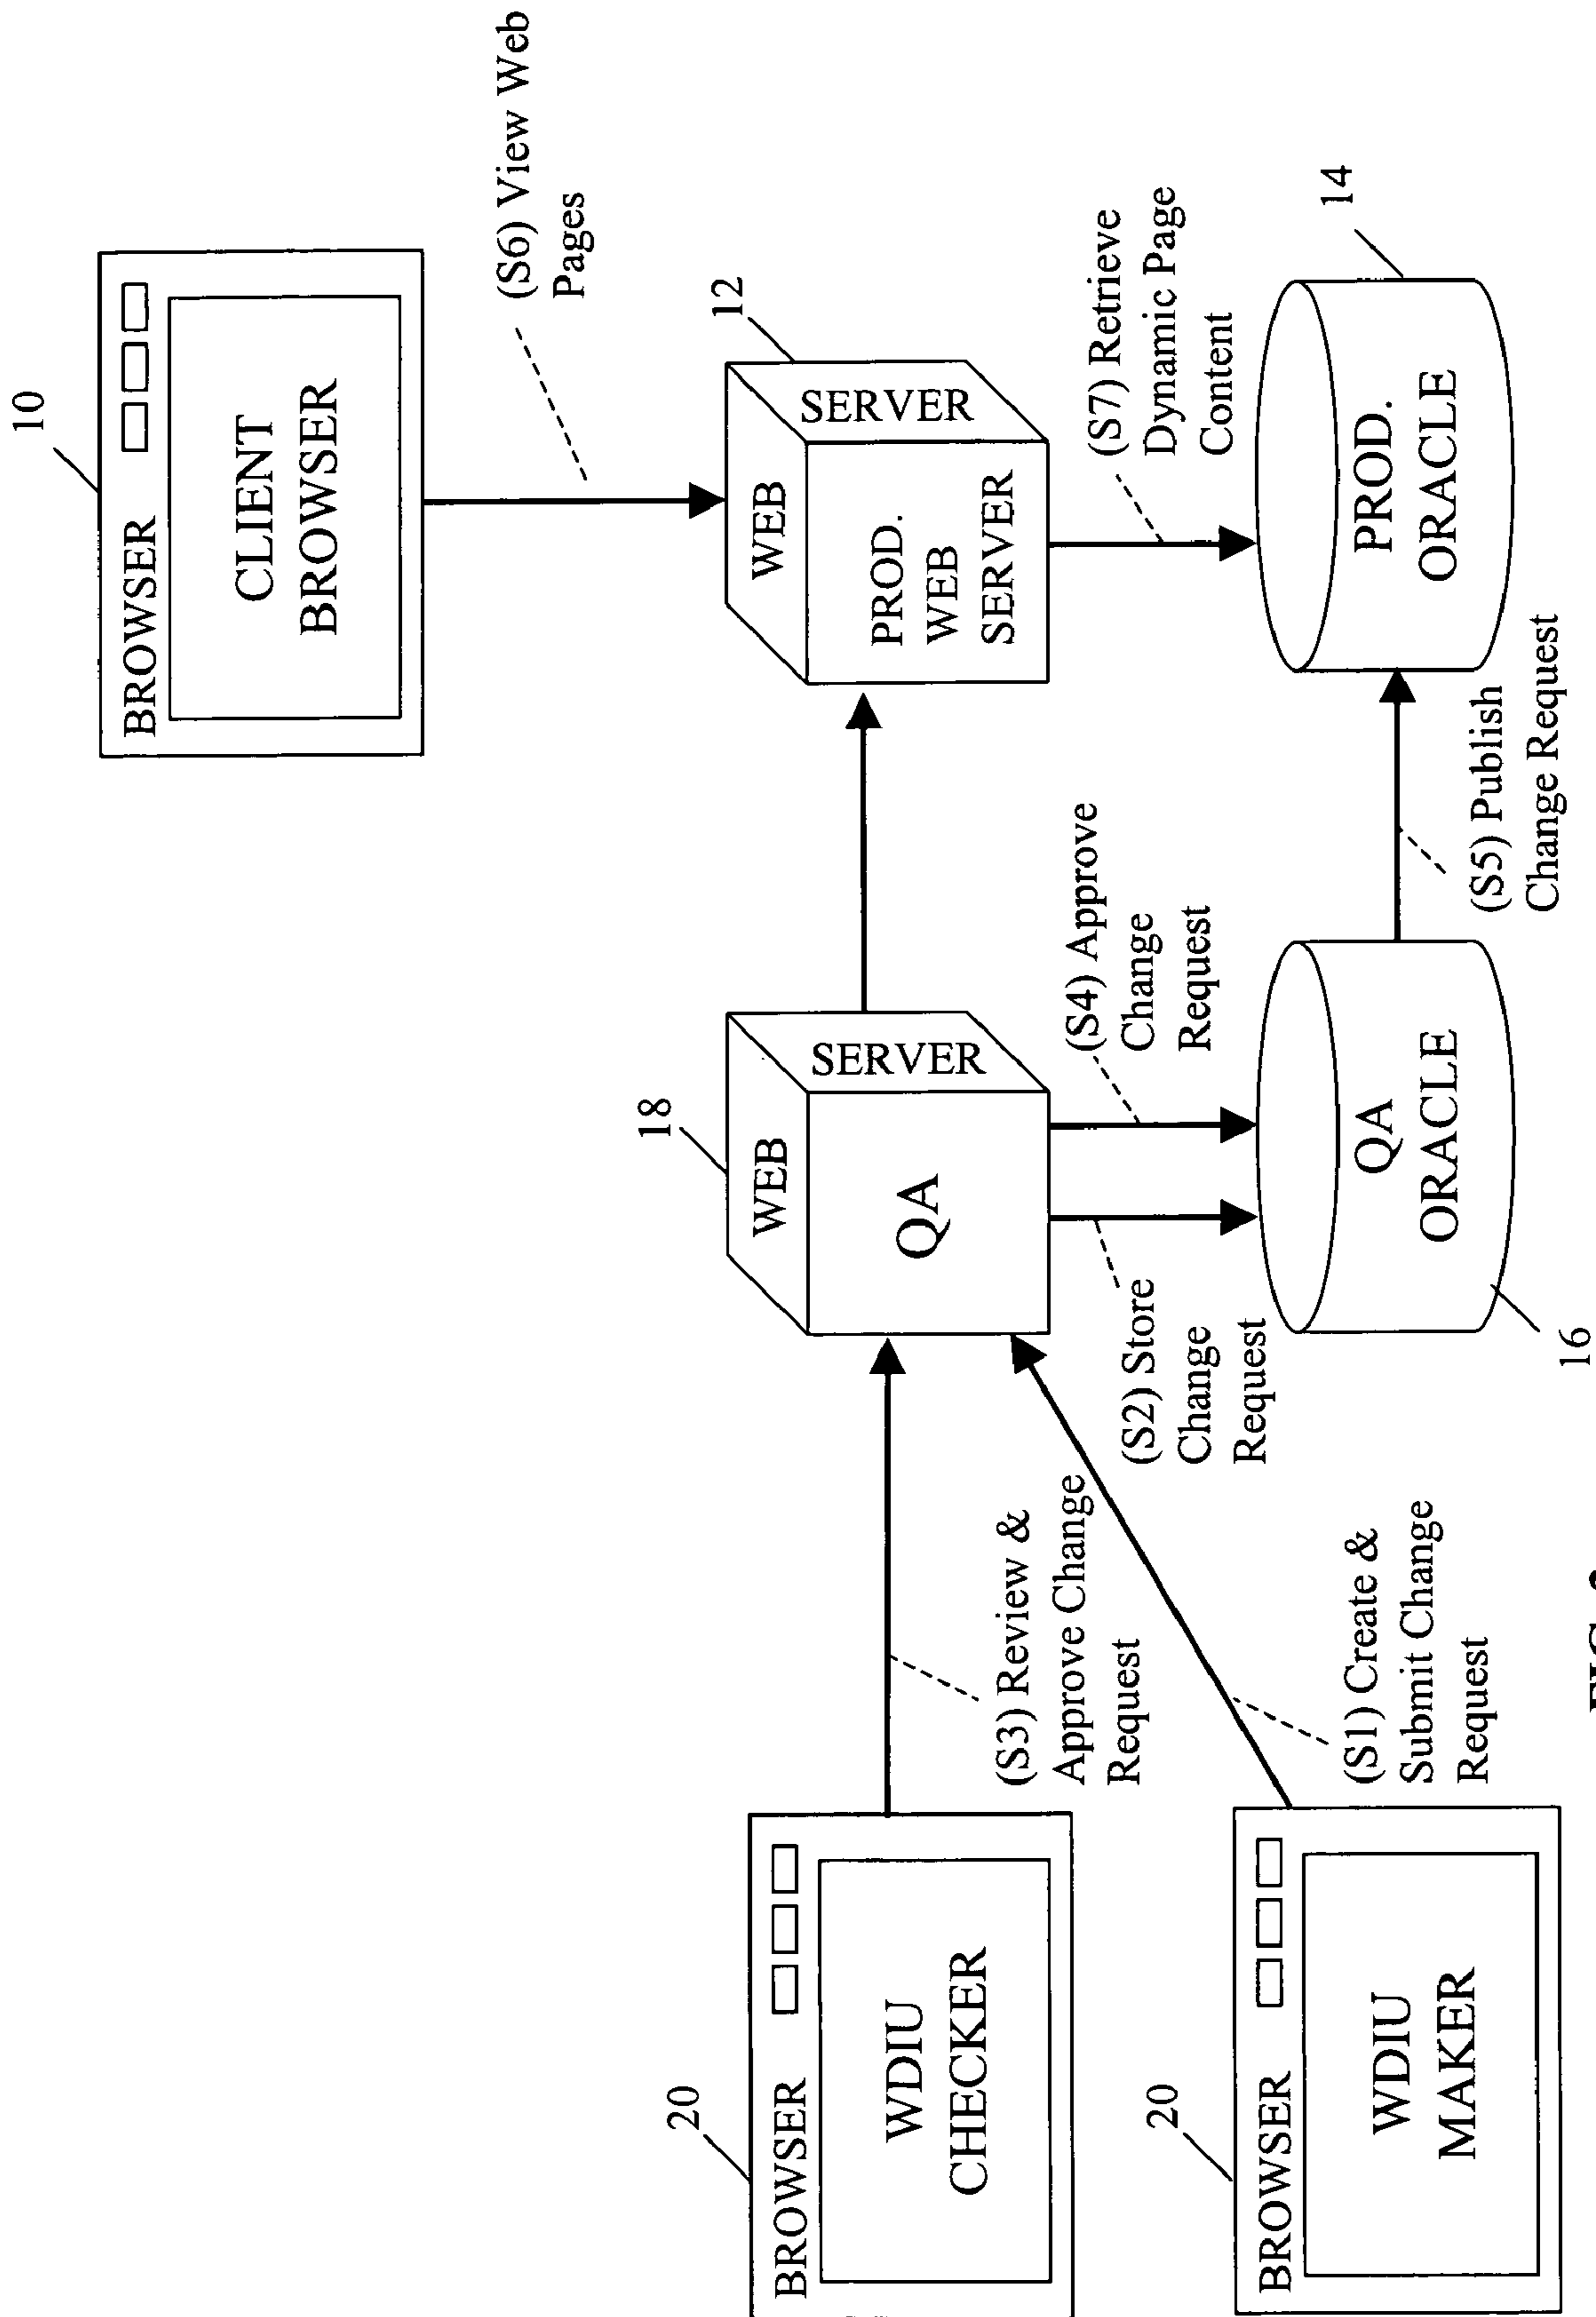 10
BROWSER
CLIENT
BROWSER
(S6) View Web
Pages
12
WEB
SERVER
PROD.
WEB
SERVER
(S7) Retrieve
Dynamic Page
Content
14
PROD.
ORACLE
18
WEB
SERVER
QA
(S4) Approve
Change
Request
(S2) Store
Change
Request
QA
ORACLE
16
(S5) Publish
Change Request
20
BROWSER
WDIU
CHECKER
(S3) Review &
Approve Change
Request
20
BROWSER
WDIU
MAKER
(S1) Create &
Submit Change
Request